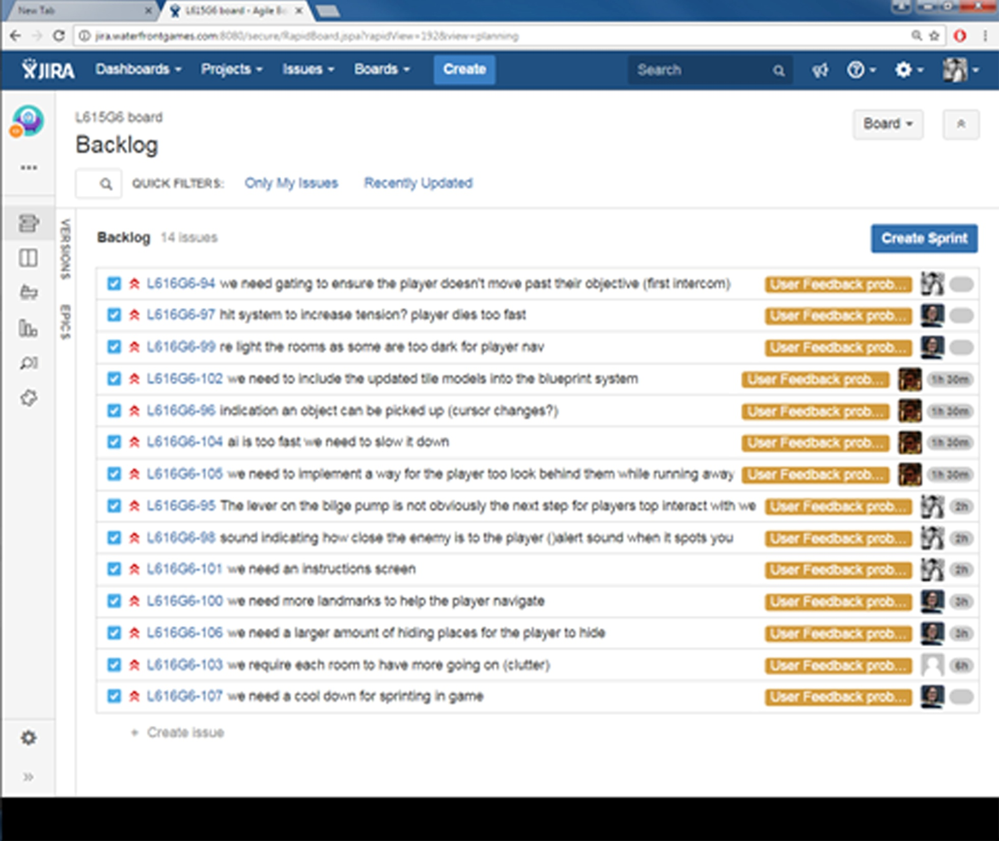 New Tab
L615G6 board - Agile Bo
jira.waterfrontgames.com:8080/secure/RapidBoard.jspa?rapidView=192&view=planning
JIRA Dashboards Projects Issues Boards Create Search
L615G6 board
Board
Backlog
QUICK FILTERS: Only My Issues Recently Updated
VERSIONS
EPICS
Backlog 14 issues Create Sprint
L616G6-94 we need gating to ensure the player doesn't move past their objective (first intercom) User Feedback prob...
L616G6-97 hit system to increase tension? player dies too fast User Feedback prob...
L616G6-99 re light the rooms as some are too dark for player nav User Feedback prob...
L616G6-102 we need to include the updated tile models into the blueprint system User Feedback prob... 1h 30m
L616G6-96 indication an object can be picked up (cursor changes?) User Feedback prob... 1h 30m
L616G6-104 ai is too fast we need to slow it down User Feedback prob... 1h 30m
L616G6-105 we need to implement a way for the player too look behind them while running away User Feedback prob... 1h 30m
L616G6-95 The lever on the bilge pump is not obviously the next step for players top interact with we User Feedback prob... 2h
L616G6-98 sound indicating how close the enemy is to the player ()alert sound when it spots you User Feedback prob... 2h
L616G6-101 we need an instructions screen User Feedback prob... 2h
L616G6-100 we need more landmarks to help the player navigate User Feedback prob... 3h
L616G6-106 we need a larger amount of hiding places for the player to hide User Feedback prob... 3h
L616G6-103 we require each room to have more going on (clutter) User Feedback prob... 6h
L616G6-107 we need a cool down for sprinting in game User Feedback prob...
+ Create issue